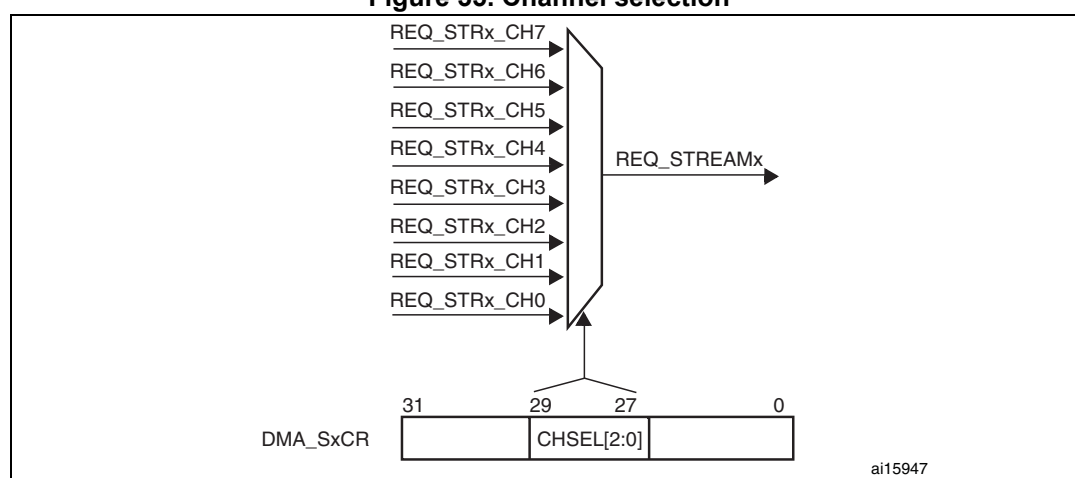 Figure 33. Channel selection
REQ_STRx_CH7
REQ_STRx_CH6
REQ_STRx_CH5
REQ_STRx_CH4
REQ_STREAMx
REQ_STRx_CH3
REQ_STRx_CH2
REQ_STRx_CH1
REQ_STRx_CH0
31 29 27 0
DMA_SxCR CHSEL[2:0]
ai15947